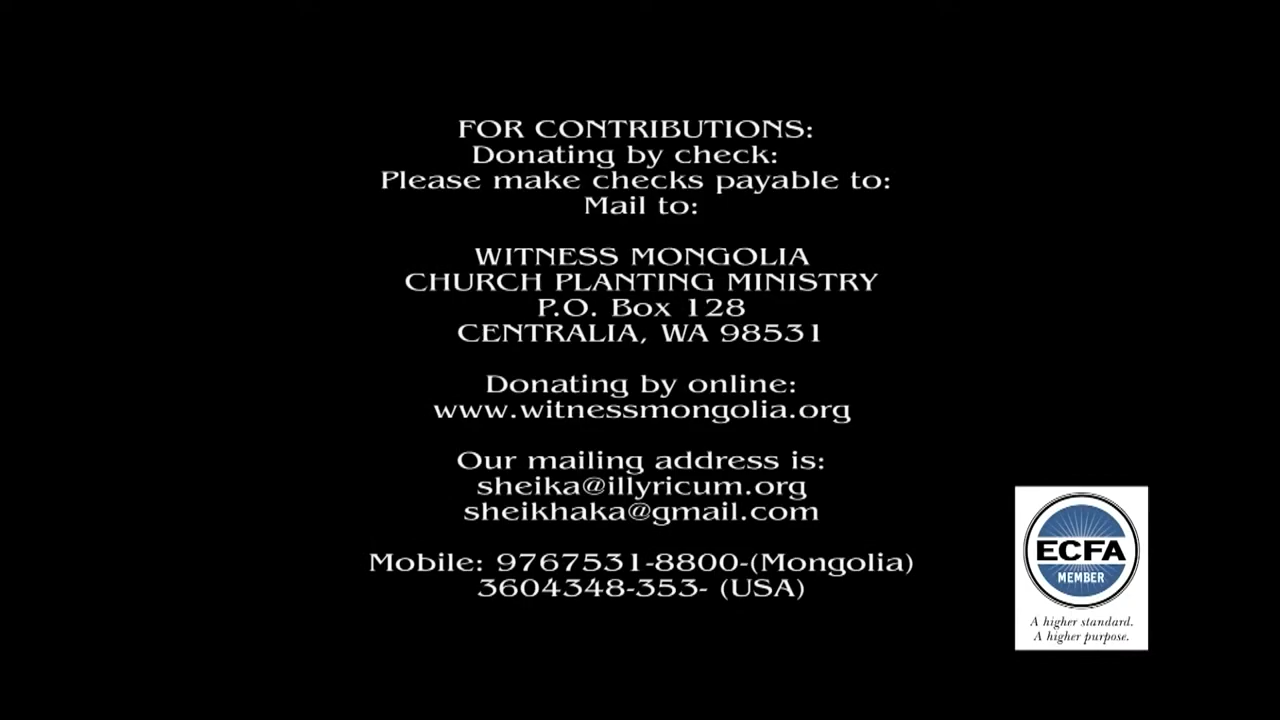 FOR CONTRIBUTIONS:
Donating by check:
Please make checks payable to:
Mail to:
WITNESS MONGOLIA
CHURCH PLANTING MINISTRY
P.O. Box 128
CENTRALIA, WA 98531
Donating by online:
www.witnessmongolia.org
Our mailing address is:
sheika@illyricum.org
sheikhaka@gmail.com
Mobile: 9767531-8800-(Mongolia)
3604348-353- (USA)
ECFA
MEMBER
A higher standard.
A higher purpose.